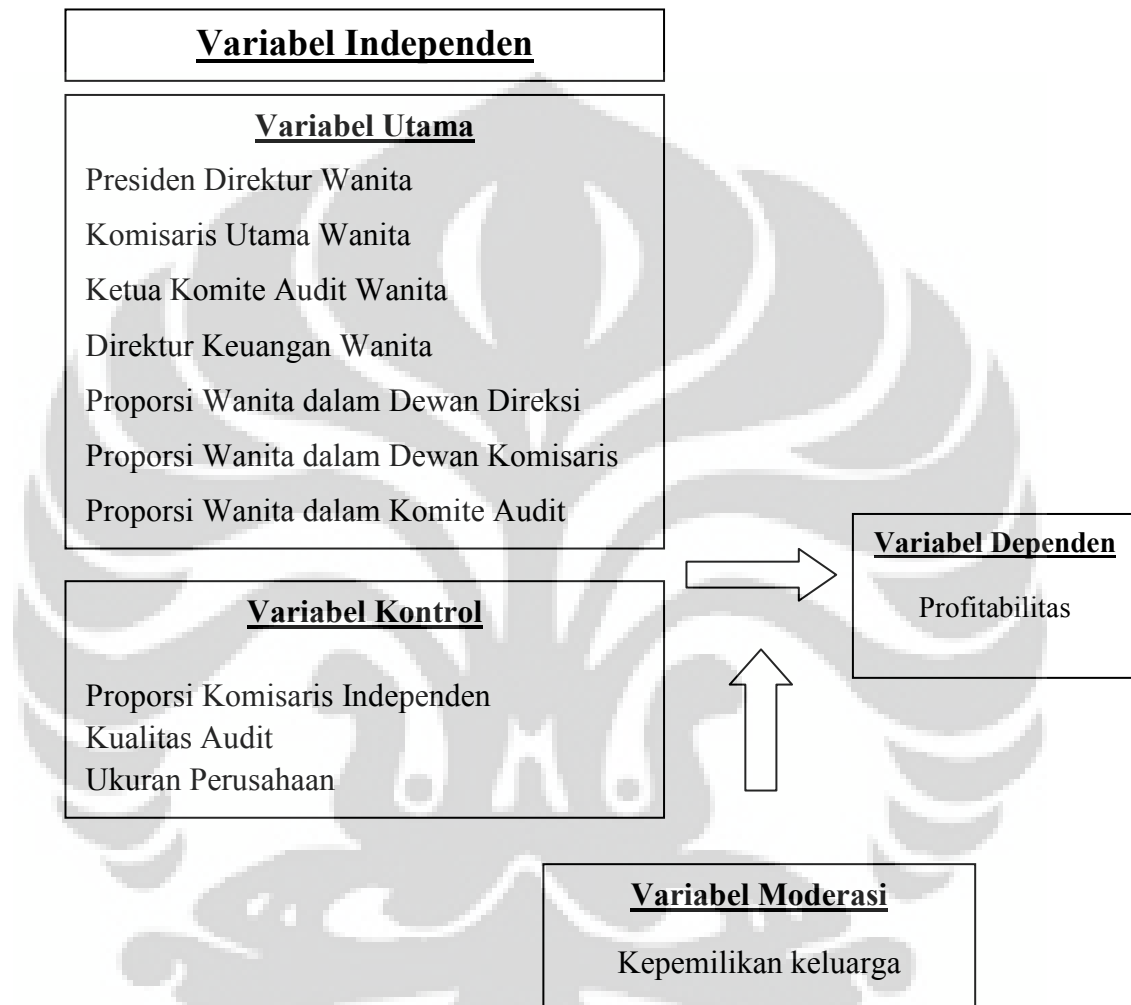 Variabel Independen
Variabel Utama
Presiden Direktur Wanita
Komisaris Utama Wanita
Ketua Komite Audit Wanita
Direktur Keuangan Wanita
Proporsi Wanita dalam Dewan Direksi
Proporsi Wanita dalam Dewan Komisaris
Proporsi Wanita dalam Komite Audit
Variabel Kontrol
Proporsi Komisaris Independen
Kualitas Audit
Ukuran Perusahaan
Variabel Dependen
Profitabilitas
Variabel Moderasi
Kepemilikan keluarga